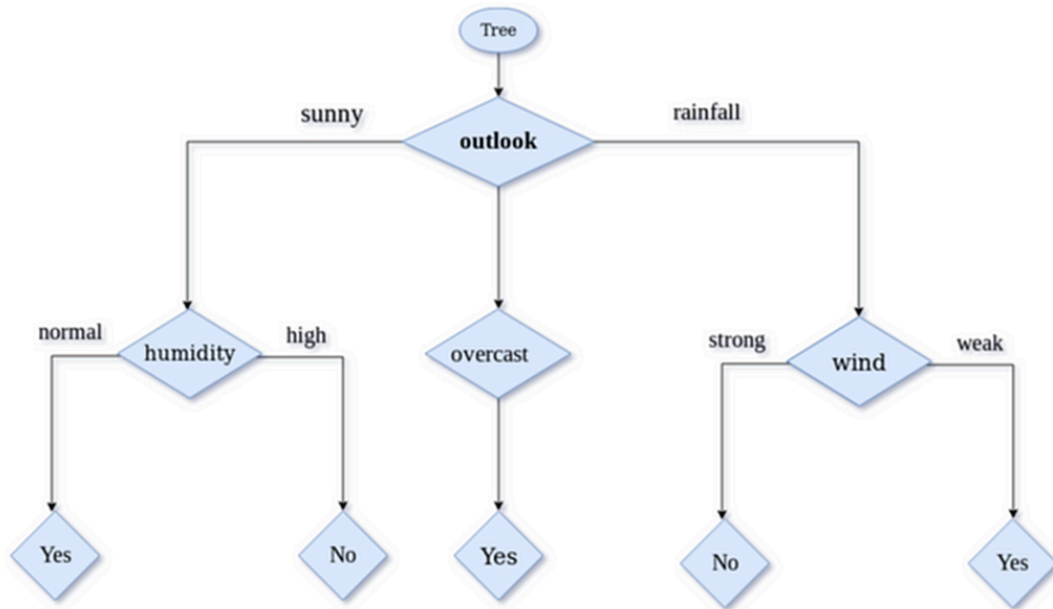 Tree
sunny
rainfall
outlook
normal
high
humidity
overcast
strong
weak
wind
Yes
No
Yes
No
Yes